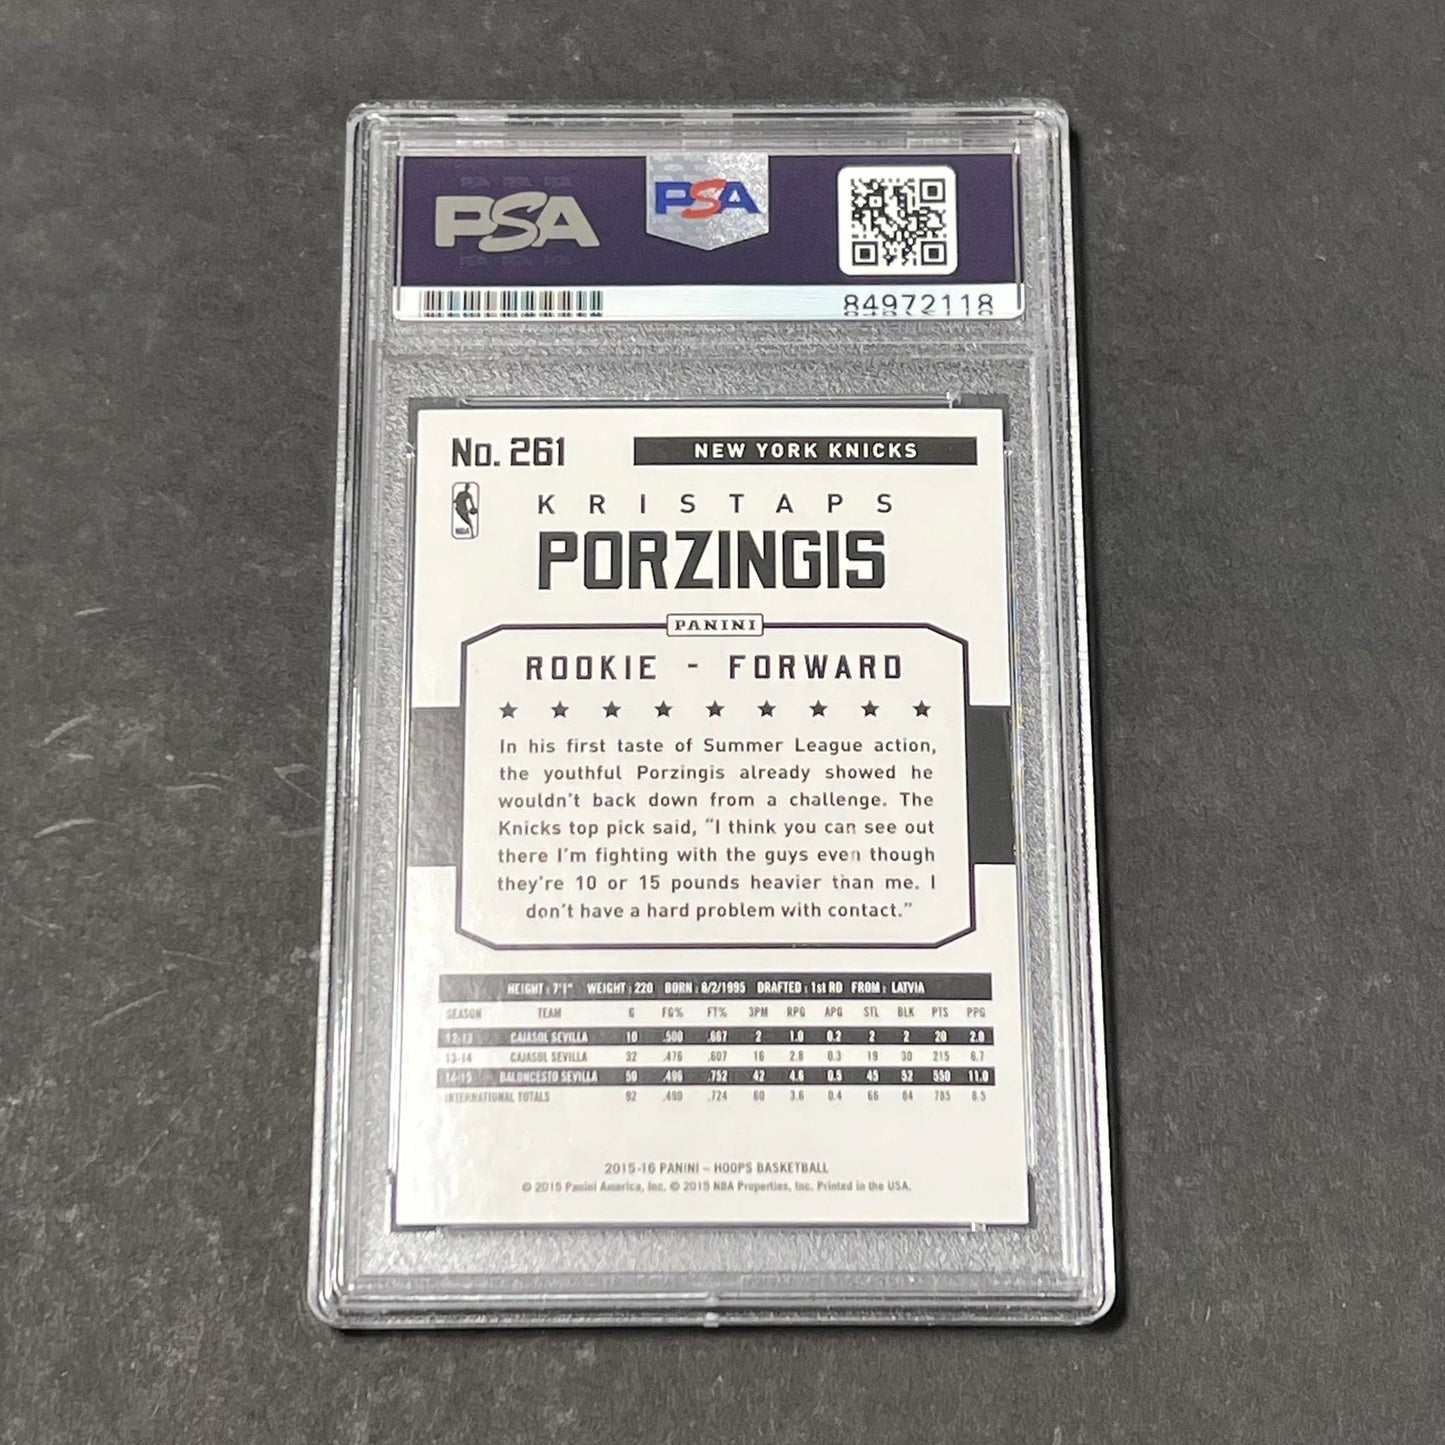 PSA PSA
84972118
No. 261 NEW YORK KNICKS
NBA
KRISTAPS
PORZINGIS
PANINI
ROOKIE - FORWARD
In his first taste of Summer League action,
the youthful Porzingis already showed he
wouldn't back down from a challenge. The
Knicks top pick said, "I think you can see out
there I'm fighting with the guys even though
they're 10 or 15 pounds heavier than me. I
don't have a hard problem with contact."
HEIGHT: 7'1" WEIGHT: 220 BORN: 8/2/1995 DRAFTED: 1st RD FROM: LATVIA
SEASON TEAM G FG% FT% 3PM RPG APG STL BLK PTS PPG
12-13 CAJASOL SEVILLA 10 .500 .667 2 1.0 0.2 2 2 20 2.0
13-14 CAJASOL SEVILLA 32 .476 .607 16 2.8 0.3 19 30 215 6.7
14-15 BALONCESTO SEVILLA 50 .496 .752 42 4.6 0.5 45 52 550 11.0
INTERNATIONAL TOTALS 92 .490 .724 60 3.6 0.4 66 84 785 8.5
2015-16 PANINI – HOOPS BASKETBALL
© 2015 Panini America, Inc. © 2015 NBA Properties, Inc. Printed in the USA.